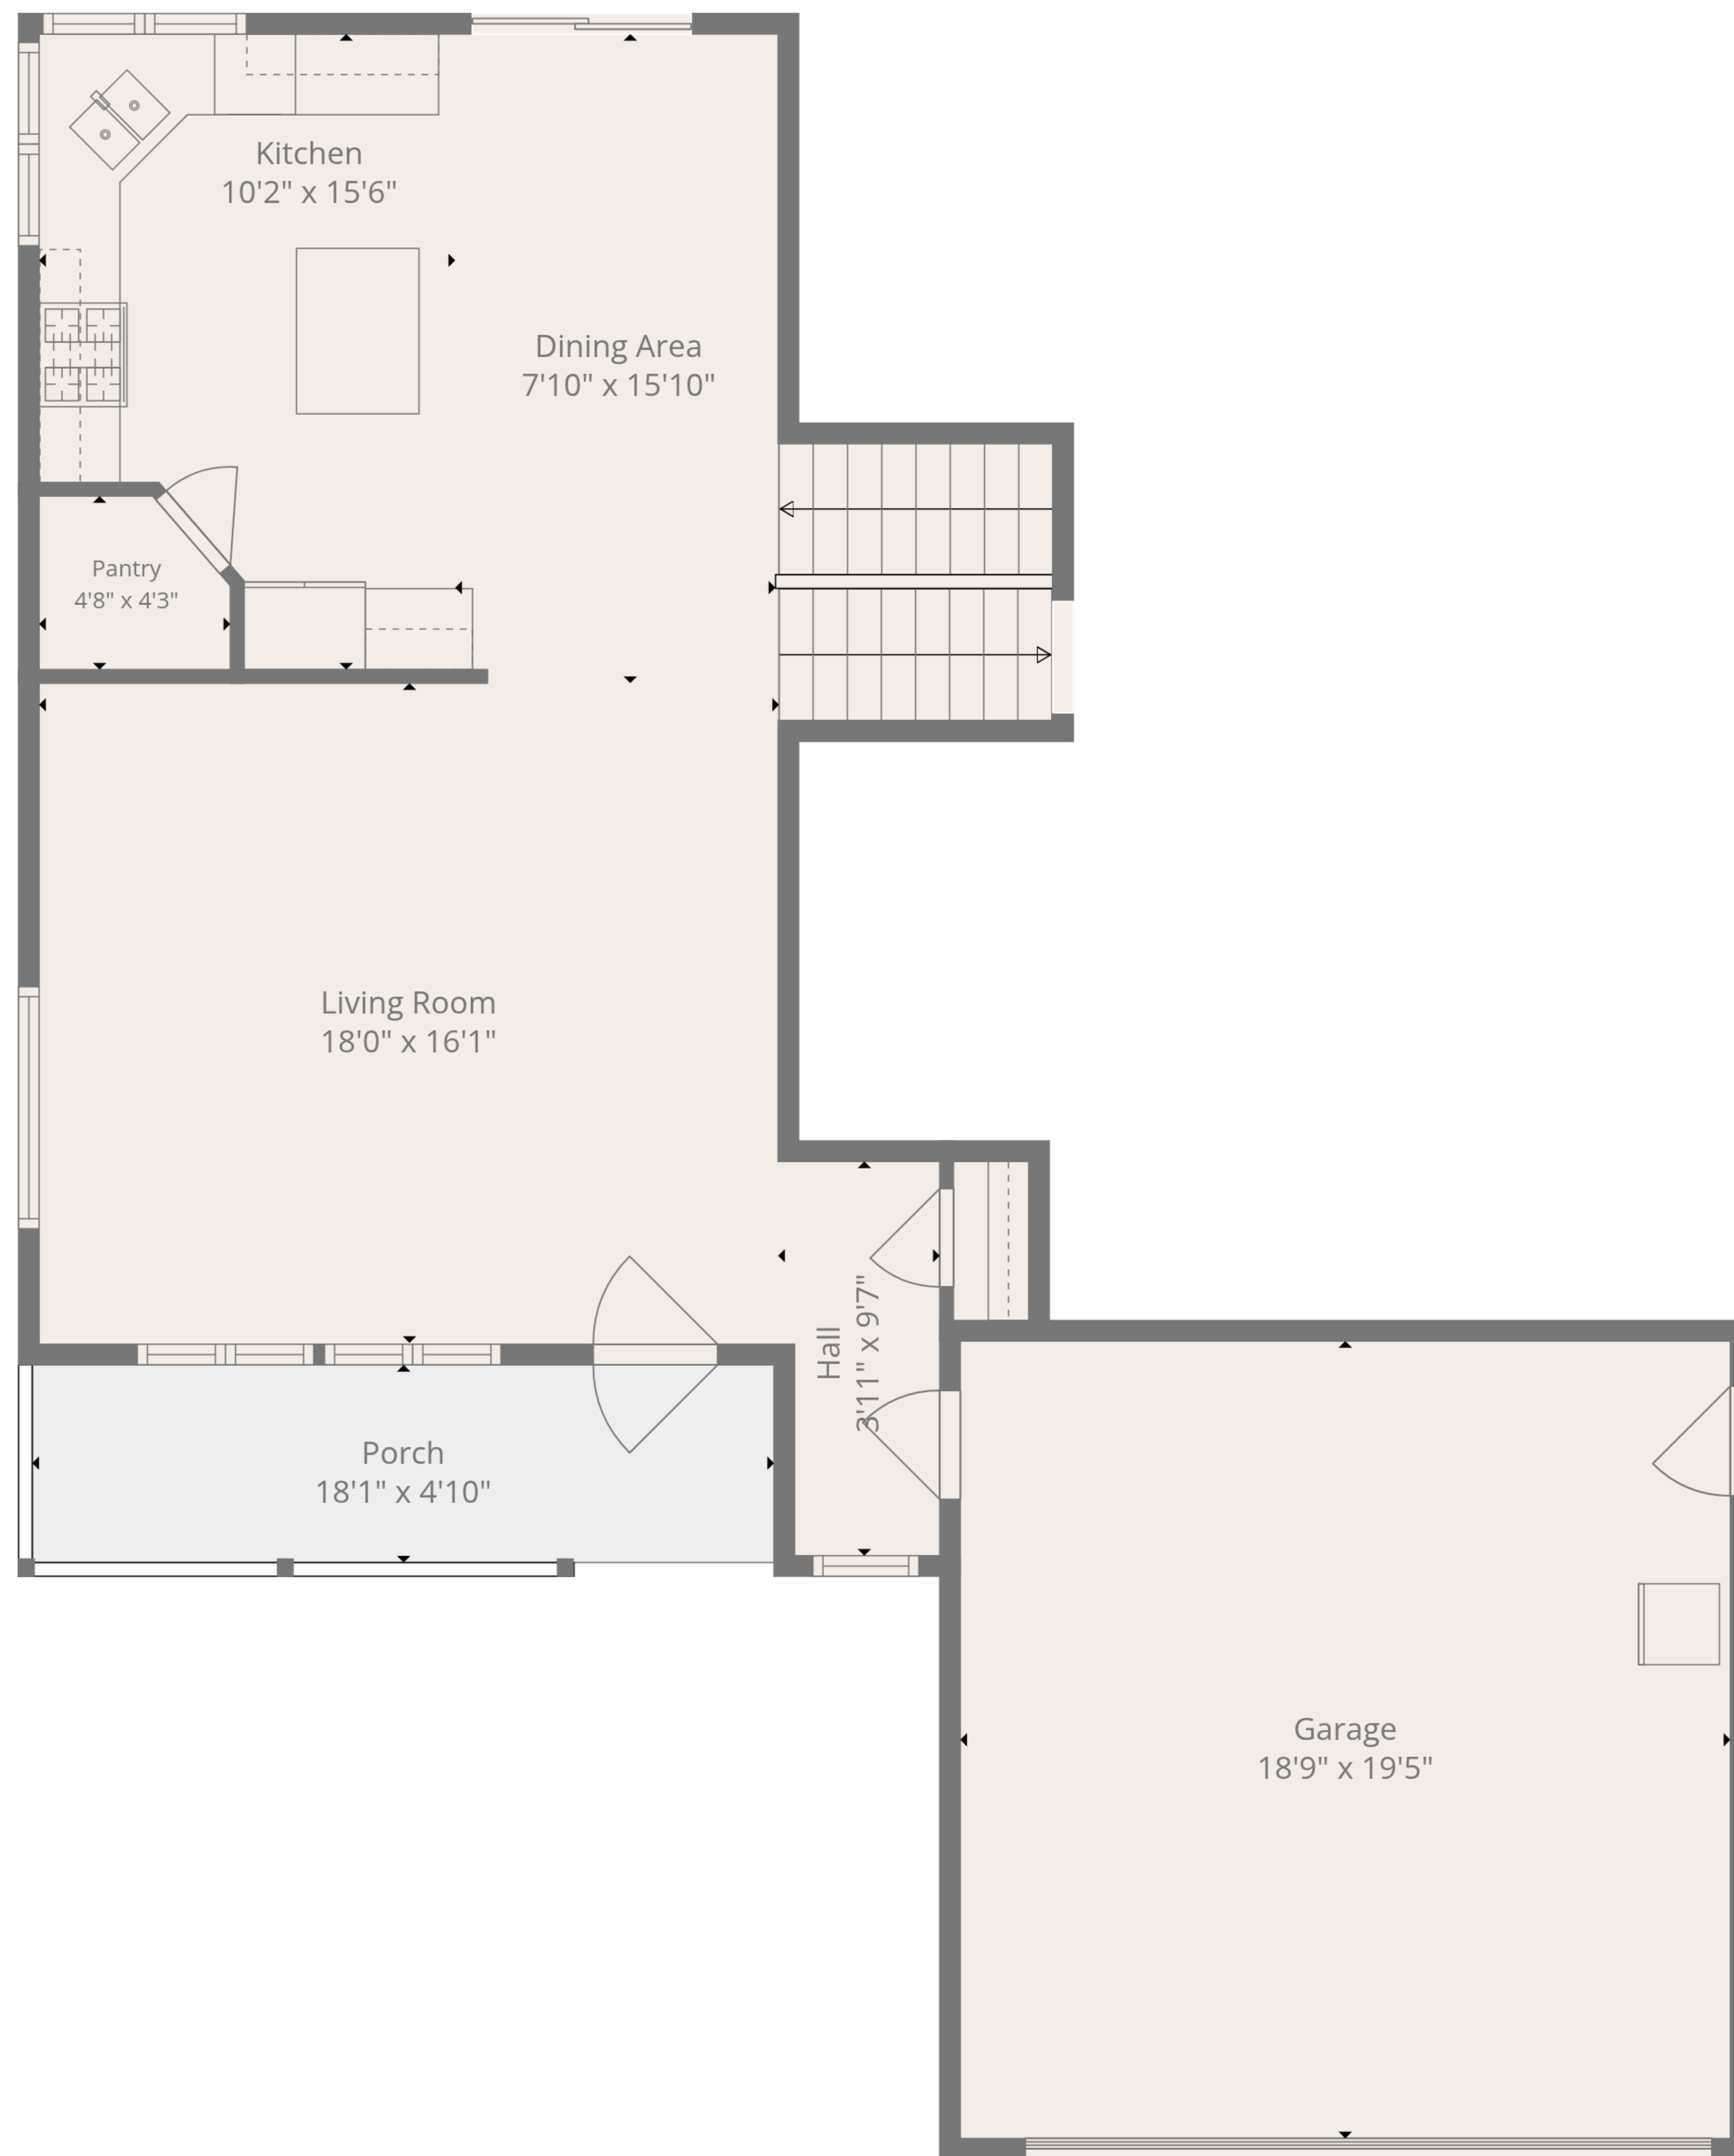 Kitchen
10'2" x 15'6"
Dining Area
7'10" x 15'10"
Pantry
4'8" x 4'3"
Living Room
18'0" x 16'1"
Hall
3'11" x 9'7"
Porch
18'1" x 4'10"
Garage
18'9" x 19'5"